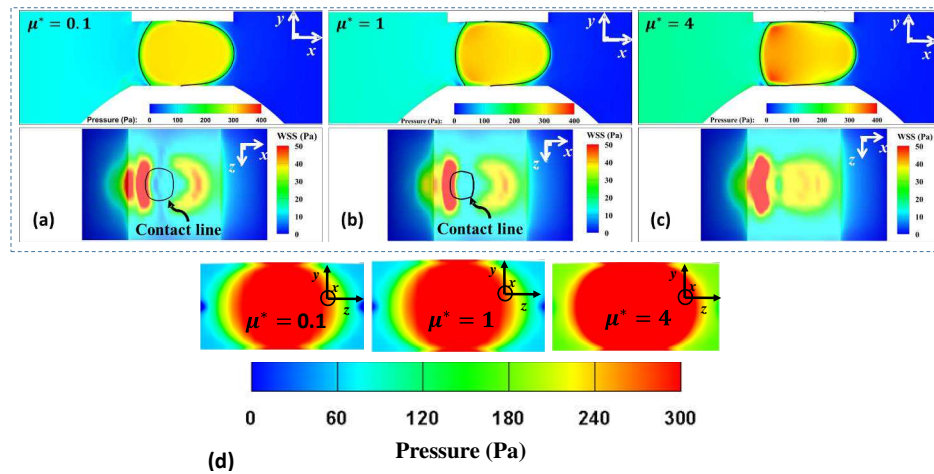 μ* = 0.1
y
x
Pressure (Pa)
0 100 200 300 400
μ* = 1
y
x
Pressure (Pa)
0 100 200 300 400
μ* = 4
y
x
Pressure (Pa)
0 100 200 300 400
WSS (Pa)
50
40
30
20
10
0
x
z
(a)
Contact line
WSS (Pa)
50
40
30
20
10
0
x
z
(b)
Contact line
WSS (Pa)
50
40
30
20
10
0
x
z
(c)
y
x
z
μ* = 0.1
y
x
z
μ* = 1
y
x
z
μ* = 4
0 60 120 180 240 300
Pressure (Pa)
(d)